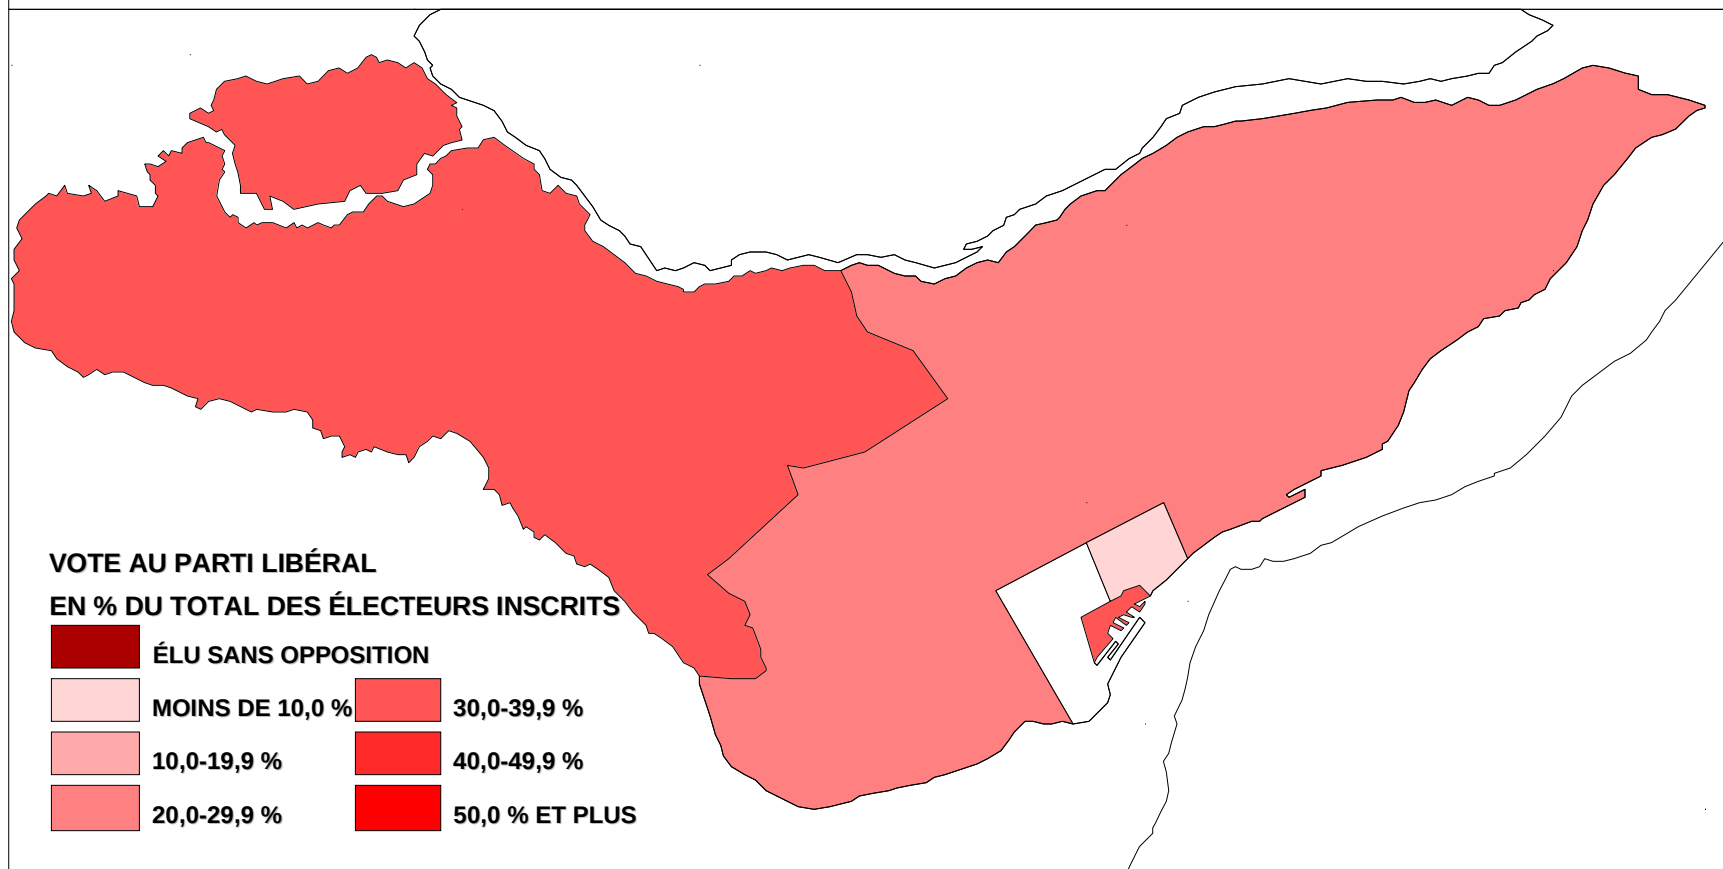 VOTE AU PARTI LIBÉRAL
EN % DU TOTAL DES ÉLECTEURS INSCRITS
ÉLU SANS OPPOSITION
MOINS DE 10,0 %
10,0-19,9 %
20,0-29,9 %
30,0-39,9 %
40,0-49,9 %
50,0 % ET PLUS